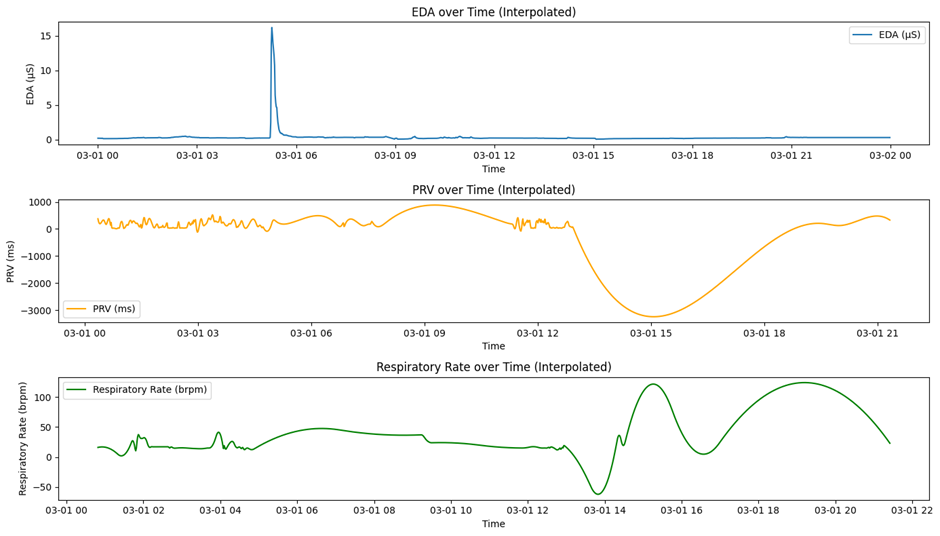 EDA over Time (Interpolated)
EDA (μS)
15
10
5
0
EDA (μS)
03-01 00 03-01 03 03-01 06 03-01 09 03-01 12 03-01 15 03-01 18 03-01 21 03-02 00
Time
PRV over Time (Interpolated)
PRV (ms)
1000
0
−1000
−2000
−3000
PRV (ms)
03-01 00 03-01 03 03-01 06 03-01 09 03-01 12 03-01 15 03-01 18 03-01 21
Time
Respiratory Rate over Time (Interpolated)
Respiratory Rate (brpm)
100
50
0
−50
Respiratory Rate (brpm)
03-01 00 03-01 02 03-01 04 03-01 06 03-01 08 03-01 10 03-01 12 03-01 14 03-01 16 03-01 18 03-01 20 03-01 22
Time